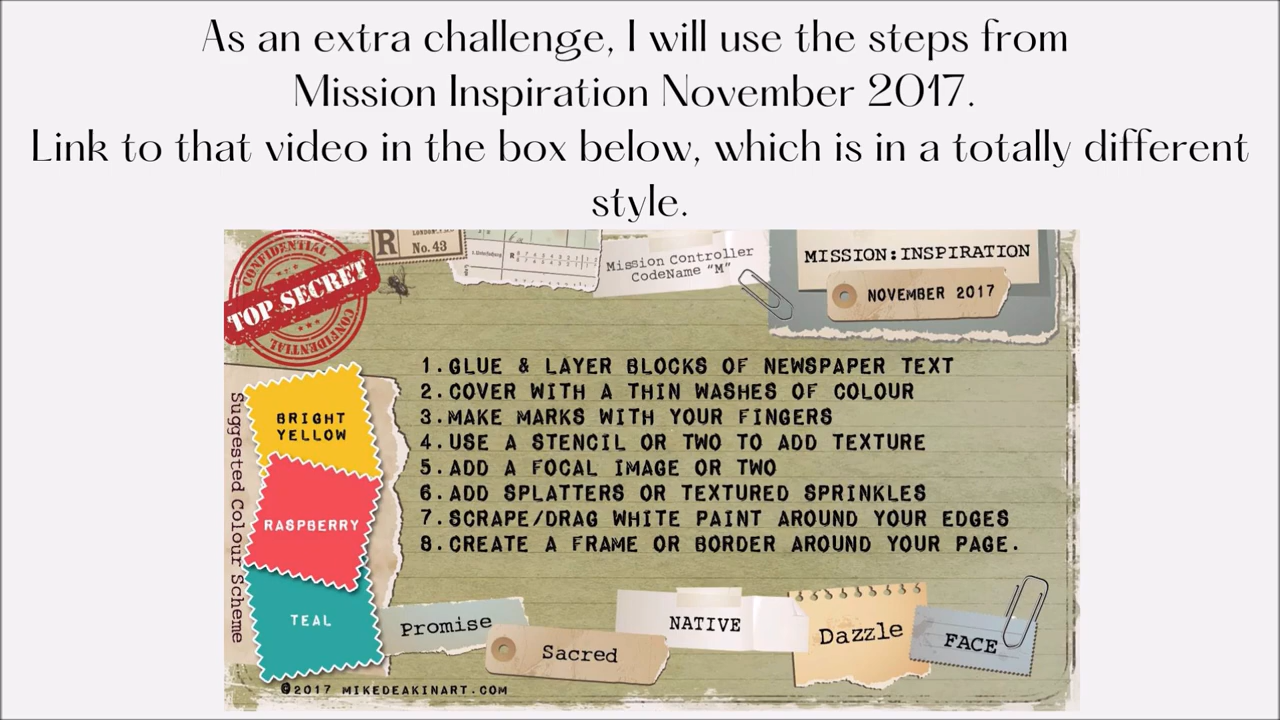 As an extra challenge, I will use the steps from
Mission Inspiration November 2017.
Link to that video in the box below, which is in a totally different
style.
CONFIDENTIAL
TOP SECRET
CONFIDENTIAL
R
No. 43
Mission Controller
CodeName "M"
MISSION:INSPIRATION
NOVEMBER 2017
1. GLUE & LAYER BLOCKS OF NEWSPAPER TEXT
2. COVER WITH A THIN WASHES OF COLOUR
3. MAKE MARKS WITH YOUR FINGERS
4. USE A STENCIL OR TWO TO ADD TEXTURE
5. ADD A FOCAL IMAGE OR TWO
6. ADD SPLATTERS OR TEXTURED SPRINKLES
7. SCRAPE/DRAG WHITE PAINT AROUND YOUR EDGES
8. CREATE A FRAME OR BORDER AROUND YOUR PAGE.
Suggested Colour Scheme
BRIGHT
YELLOW
RASPBERRY
TEAL
Promise
Sacred
NATIVE
Dazzle
FACE
©2017 MIKEDEAKINART.COM